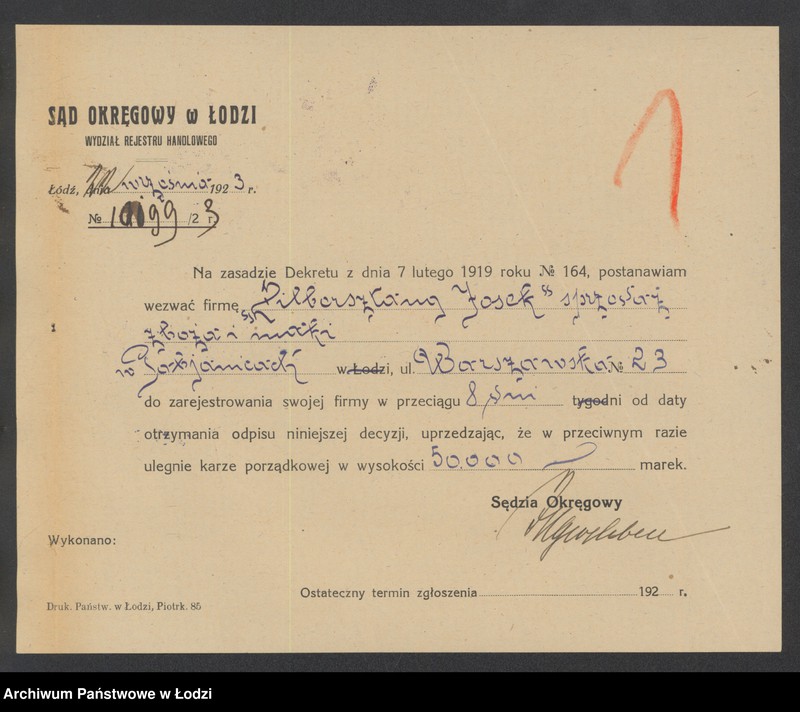 1
SĄD OKRĘGOWY w ŁODZI
WYDZIAŁ REJESTRU HANDLOWEGO
Łódź, dnia września 1923 r.
№ /23 r.
Na zasadzie Dekretu z dnia 7 lutego 1919 roku № 164, postanawiam
wezwać firmę „Zilbersztang Josek" sprzedaż
zboża i mąki
w Pabjanicach w Łodzi, ul. Warszawska № 23
do zarejestrowania swojej firmy w przeciągu 8 dni tygodni od daty
otrzymania odpisu niniejszej decyzji, uprzedzając, że w przeciwnym razie
ulegnie karze porządkowej w wysokości 50.000 marek.
Sędzia Okręgowy
Wykonano:
Ostateczny termin zgłoszenia 192 r.
Druk. Państw. w Łodzi, Piotrk. 85
Archiwum Państwowe w Łodzi